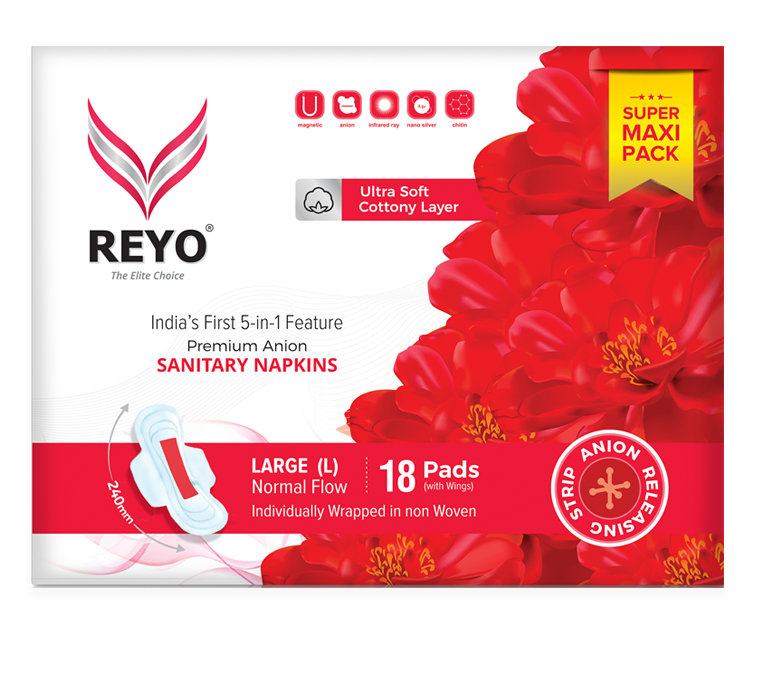 magnetic
anion
infrared ray
nano silver
chitin
Ag+
SUPER
MAXI
PACK
Ultra Soft
Cottony Layer
REYO®
The Elite Choice
India's First 5-in-1 Feature
Premium Anion
SANITARY NAPKINS
240mm
LARGE (L)
Normal Flow
18 Pads
(with Wings)
Individually Wrapped in non Woven
ANION RELEASING STRIP